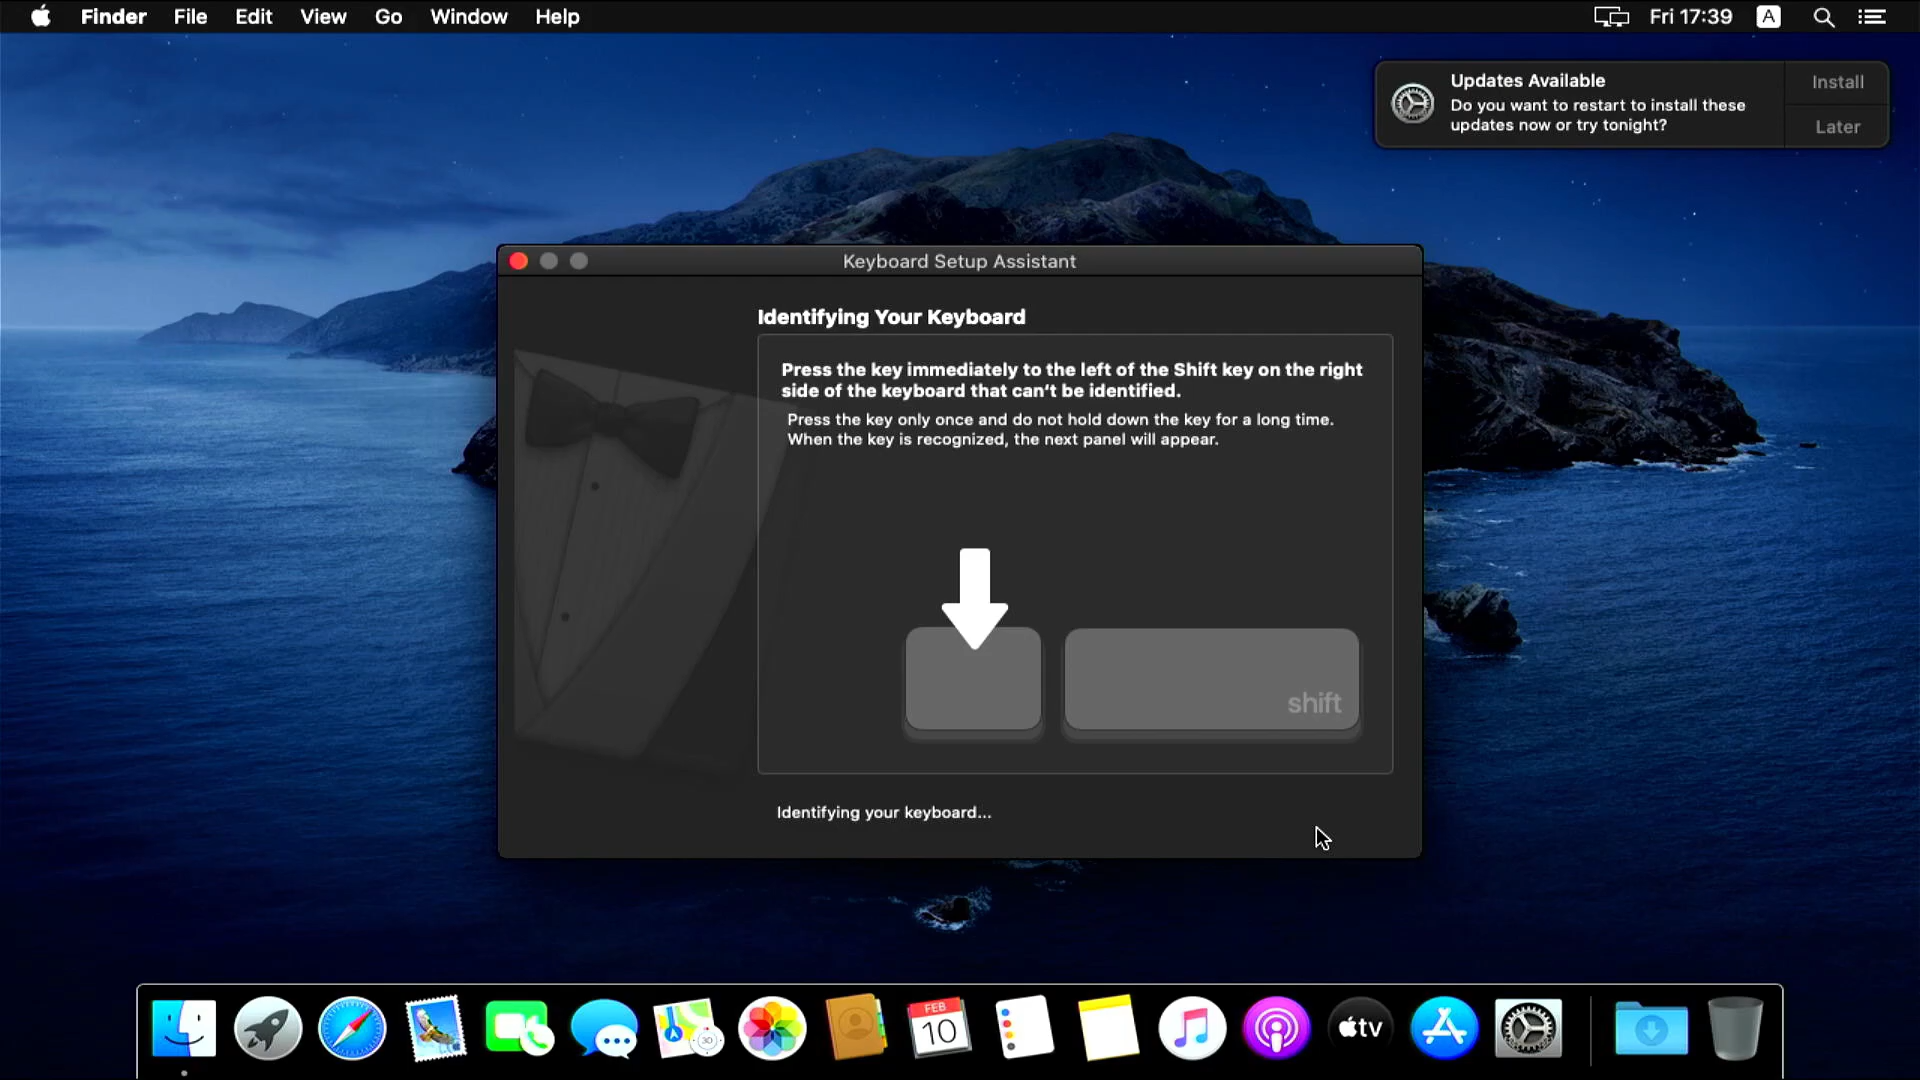 Finder File Edit View Go Window Help Fri 17:39 A
Updates Available
Do you want to restart to install these
updates now or try tonight?
Install
Later
Keyboard Setup Assistant
Identifying Your Keyboard
Press the key immediately to the left of the Shift key on the right
side of the keyboard that can't be identified.
Press the key only once and do not hold down the key for a long time.
When the key is recognized, the next panel will appear.
shift
Identifying your keyboard...
FEB
10
30
tv